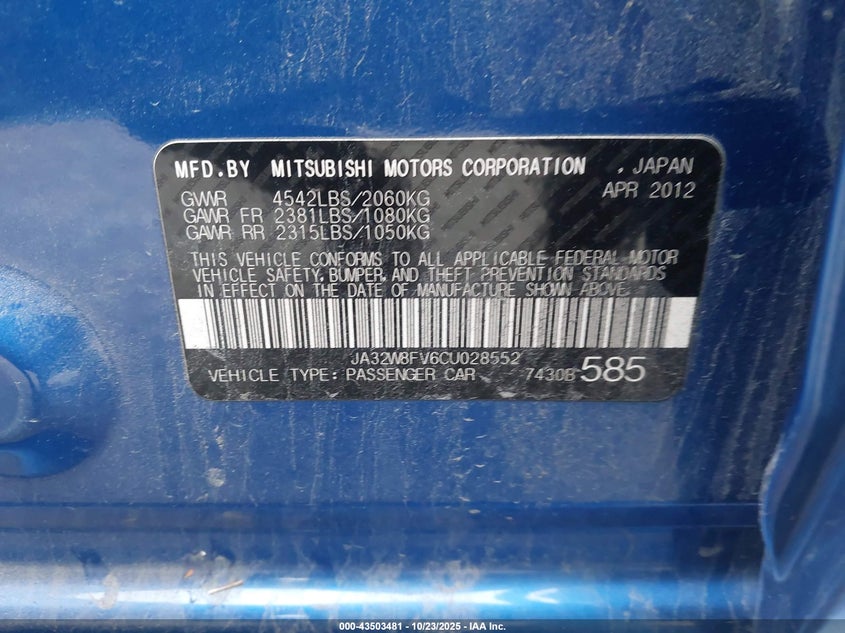 MFD.BY MITSUBISHI MOTORS CORPORATION , JAPAN
GVWR 4542LBS/2060KG APR 2012
GAWR FR 2381LBS/1080KG
GAWR RR 2315LBS/1050KG
THIS VEHICLE CONFORMS TO ALL APPLICABLE FEDERAL MOTOR
VEHICLE SAFETY, BUMPER, AND THEFT PREVENTION STANDARDS
IN EFFECT ON THE DATE OF MANUFACTURE SHOWN ABOVE.
JA32W8FV6CU028552
VEHICLE TYPE: PASSENGER CAR 7430B 585
000-43503481 - 10/23/2025 - IAA Inc.